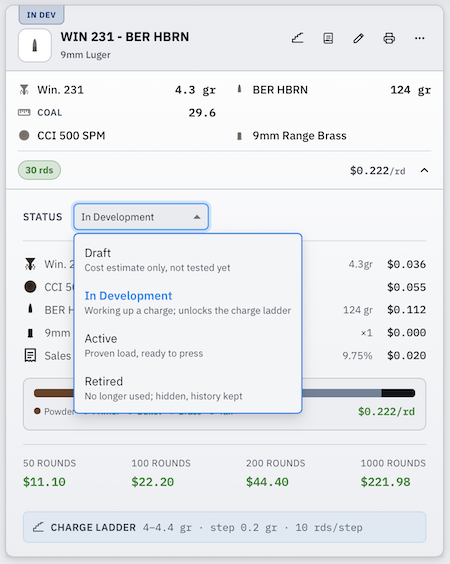 IN DEV
WIN 231 - BER HBRN
9mm Luger
Win. 231 4.3 gr
BER HBRN 124 gr
COAL 29.6
CCI 500 SPM
9mm Range Brass
30 rds $0.222/rd
STATUS In Development
Draft
Cost estimate only, not tested yet
In Development
Working up a charge; unlocks the charge ladder
Active
Proven load, ready to press
Retired
No longer used; hidden, history kept
Win. 4.3gr $0.036
CCI $0.055
BER 124 gr $0.112
9mm ×1 $0.000
Sales 9.75% $0.020
Powder $0.222/rd
50 ROUNDS 100 ROUNDS 200 ROUNDS 1000 ROUNDS
$11.10 $22.20 $44.40 $221.98
CHARGE LADDER 4–4.4 gr · step 0.2 gr · 10 rds/step